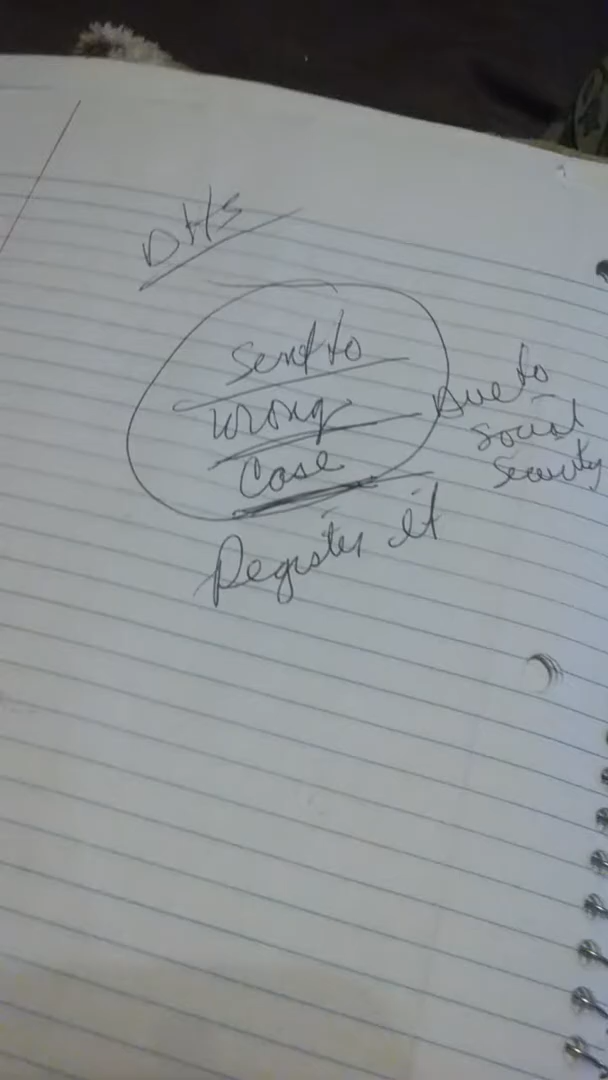 DHS
Sent to
wrong
Case
Due to
Social
Security
Register it